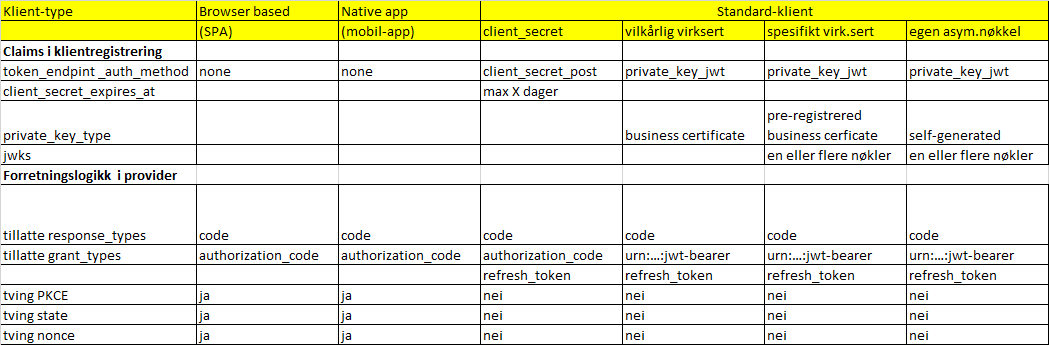 Klient-type Browser based Native app Standard-klient
(SPA) (mobil-app) client_secret vilkårlig virksert spesifikt virk.sert egen asym.nøkkel
Claims i klientregistrering
token_endpint _auth_method none none client_secret_post private_key_jwt private_key_jwt private_key_jwt
client_secret_expires_at max X dager
pre-registrered
private_key_type business certificate business cerficate self-generated
jwks en eller flere nøkler en eller flere nøkler
Forretningslogikk i provider
tillatte response_types code code code code code code
tillatte grant_types authorization_code authorization_code authorization_code urn:...:jwt-bearer urn:...:jwt-bearer urn:...:jwt-bearer
refresh_token refresh_token refresh_token refresh_token
tving PKCE ja ja nei nei nei nei
tving state ja ja nei nei nei nei
tving nonce ja ja nei nei nei nei